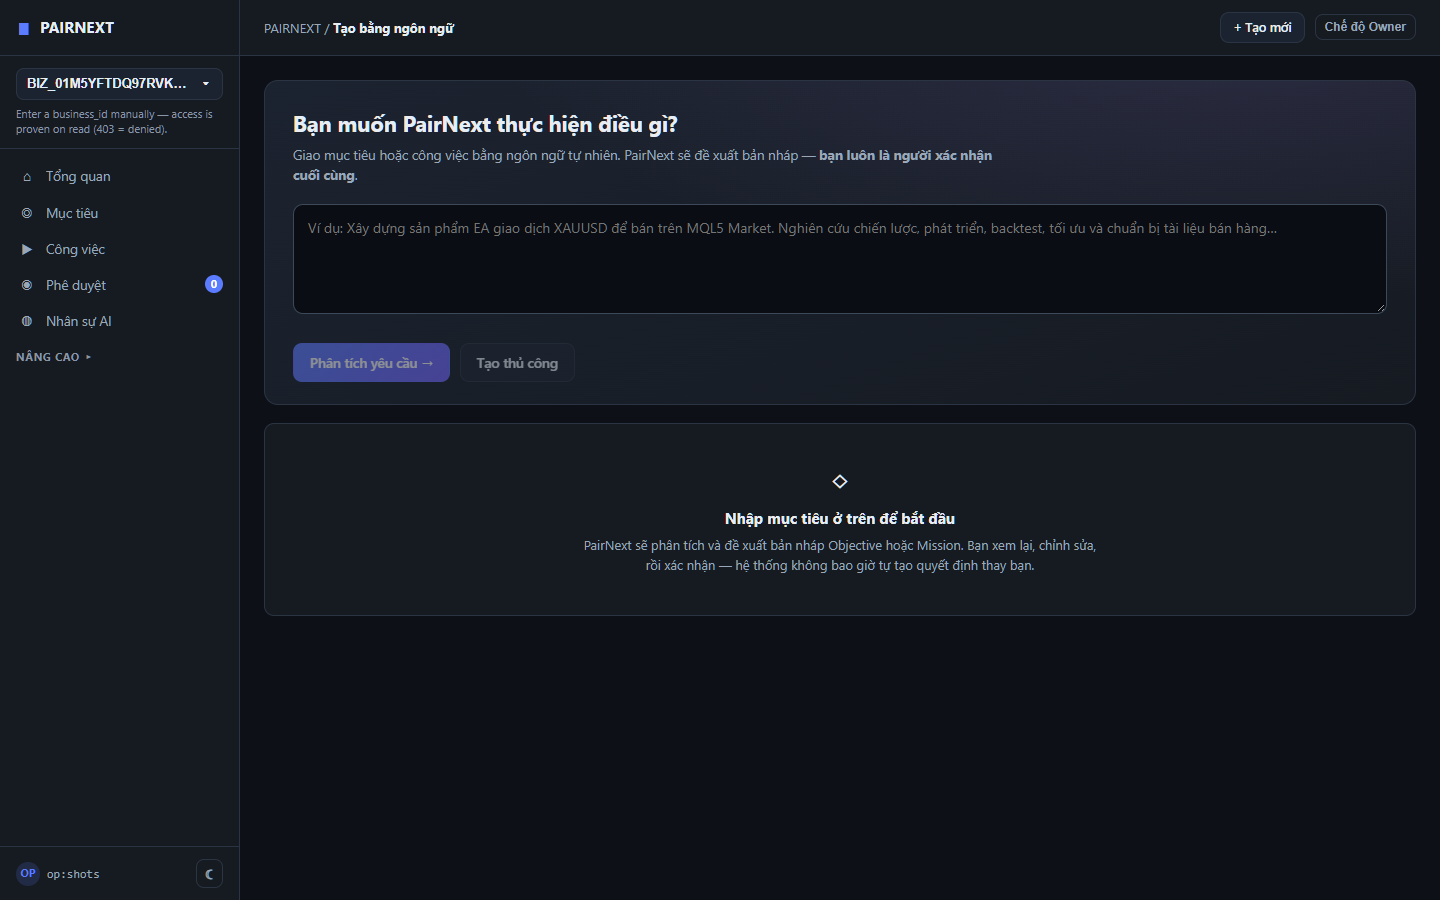 PAIRNEXT
BIZ_01M5YFTDQ97RVK...
Enter a business_id manually — access is
proven on read (403 = denied).
Tổng quan
Mục tiêu
Công việc
Phê duyệt 0
Nhân sự AI
NÂNG CAO
OP op:shots
PAIRNEXT / Tạo bằng ngôn ngữ
+ Tạo mới
Chế độ Owner
Bạn muốn PairNext thực hiện điều gì?
Giao mục tiêu hoặc công việc bằng ngôn ngữ tự nhiên. PairNext sẽ đề xuất bản nháp — bạn luôn là người xác nhận
cuối cùng.
Ví dụ: Xây dựng sản phẩm EA giao dịch XAUUSD để bán trên MQL5 Market. Nghiên cứu chiến lược, phát triển, backtest, tối ưu và chuẩn bị tài liệu bán hàng...
Phân tích yêu cầu →
Tạo thủ công
Nhập mục tiêu ở trên để bắt đầu
PairNext sẽ phân tích và đề xuất bản nháp Objective hoặc Mission. Bạn xem lại, chỉnh sửa,
rồi xác nhận — hệ thống không bao giờ tự tạo quyết định thay bạn.